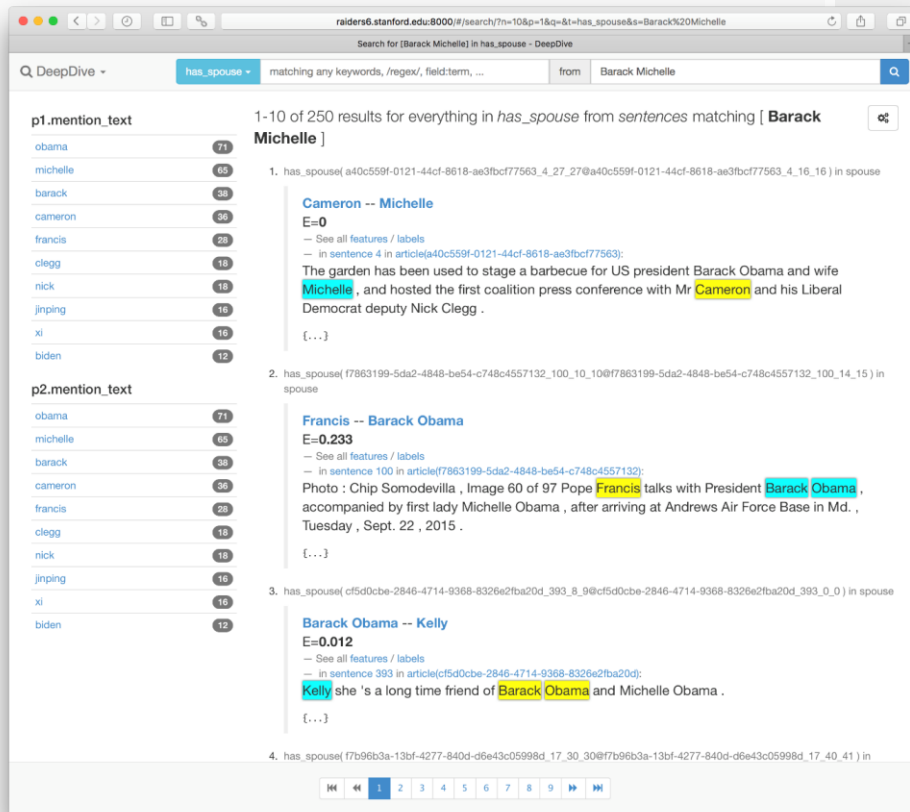 raiders6.stanford.edu:8000/#/search/?n=10&p=1&q=&t=has_spouse&s=Barack%20Michelle
Search for [Barack Michelle] in has_spouse - DeepDive
DeepDive
has_spouse
matching any keywords, /regex/, field:term, ...
from
Barack Michelle
p1.mention_text
obama 71
michelle 65
barack 38
cameron 36
francis 28
clegg 18
nick 18
jinping 16
xi 16
biden 12
p2.mention_text
obama 71
michelle 65
barack 38
cameron 36
francis 28
clegg 18
nick 18
jinping 16
xi 16
biden 12
1-10 of 250 results for everything in has_spouse from sentences matching [ Barack
Michelle ]
1. has_spouse( a40c559f-0121-44cf-8618-ae3fbcf77563_4_27_27@a40c559f-0121-44cf-8618-ae3fbcf77563_4_16_16 ) in spouse
Cameron -- Michelle
E=0
— See all features / labels
— in sentence 4 in article(a40c559f-0121-44cf-8618-ae3fbcf77563):
The garden has been used to stage a barbecue for US president Barack Obama and wife
Michelle , and hosted the first coalition press conference with Mr Cameron and his Liberal
Democrat deputy Nick Clegg .
{...}
2. has_spouse( f7863199-5da2-4848-be54-c748c4557132_100_10_10@f7863199-5da2-4848-be54-c748c4557132_100_14_15 ) in
spouse
Francis -- Barack Obama
E=0.233
— See all features / labels
— in sentence 100 in article(f7863199-5da2-4848-be54-c748c4557132):
Photo : Chip Somodevilla , Image 60 of 97 Pope Francis talks with President Barack Obama ,
accompanied by first lady Michelle Obama , after arriving at Andrews Air Force Base in Md. ,
Tuesday , Sept. 22 , 2015 .
{...}
3. has_spouse( cf5d0cbe-2846-4714-9368-8326e2fba20d_393_8_9@cf5d0cbe-2846-4714-9368-8326e2fba20d_393_0_0 ) in spouse
Barack Obama -- Kelly
E=0.012
— See all features / labels
— in sentence 393 in article(cf5d0cbe-2846-4714-9368-8326e2fba20d):
Kelly she 's a long time friend of Barack Obama and Michelle Obama .
{...}
4. has_spouse( f7b96b3a-13bf-4277-840d-d6e43c05998d_17_30_30@f7b96b3a-13bf-4277-840d-d6e43c05998d_17_40_41 ) in
1 2 3 4 5 6 7 8 9